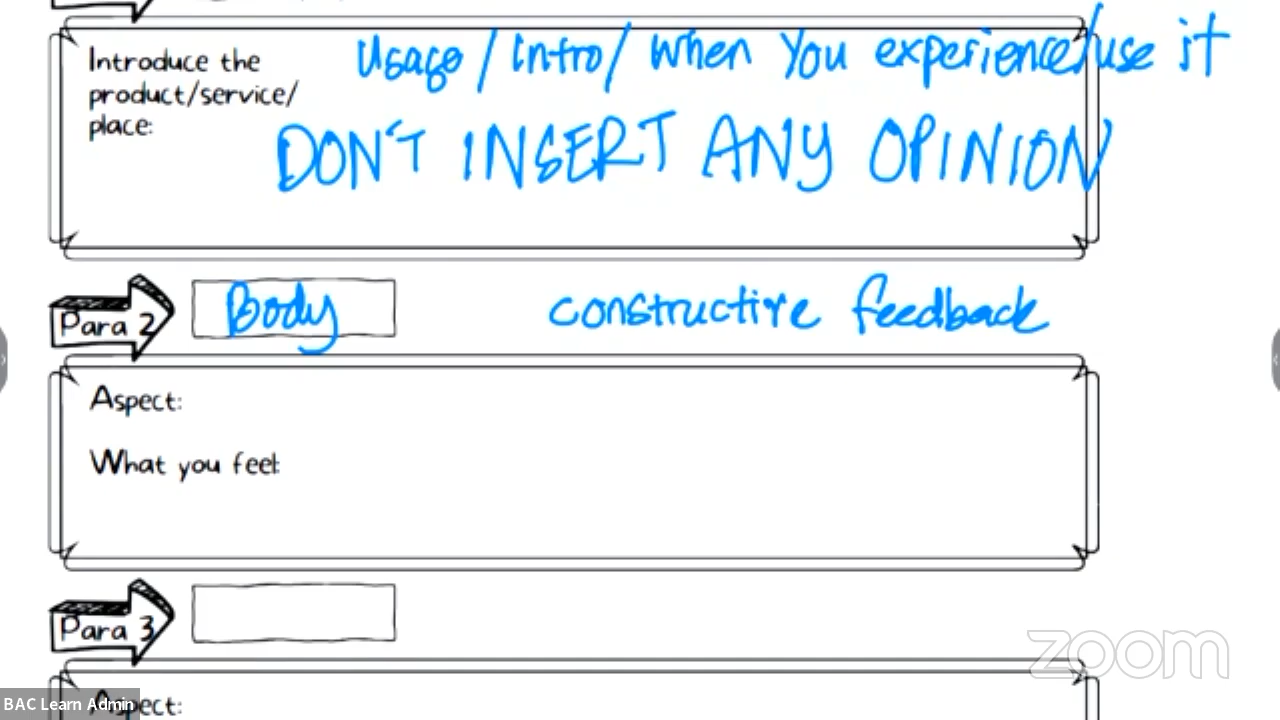 Introduce the
product/service/
place:
Usage / Intro / When You experience/use it
DON'T INSERT ANY OPINION
Para 2
Body
constructive feedback
Aspect:
What you feel:
Para 3
zoom
BAC Learn Admin
Aspect: